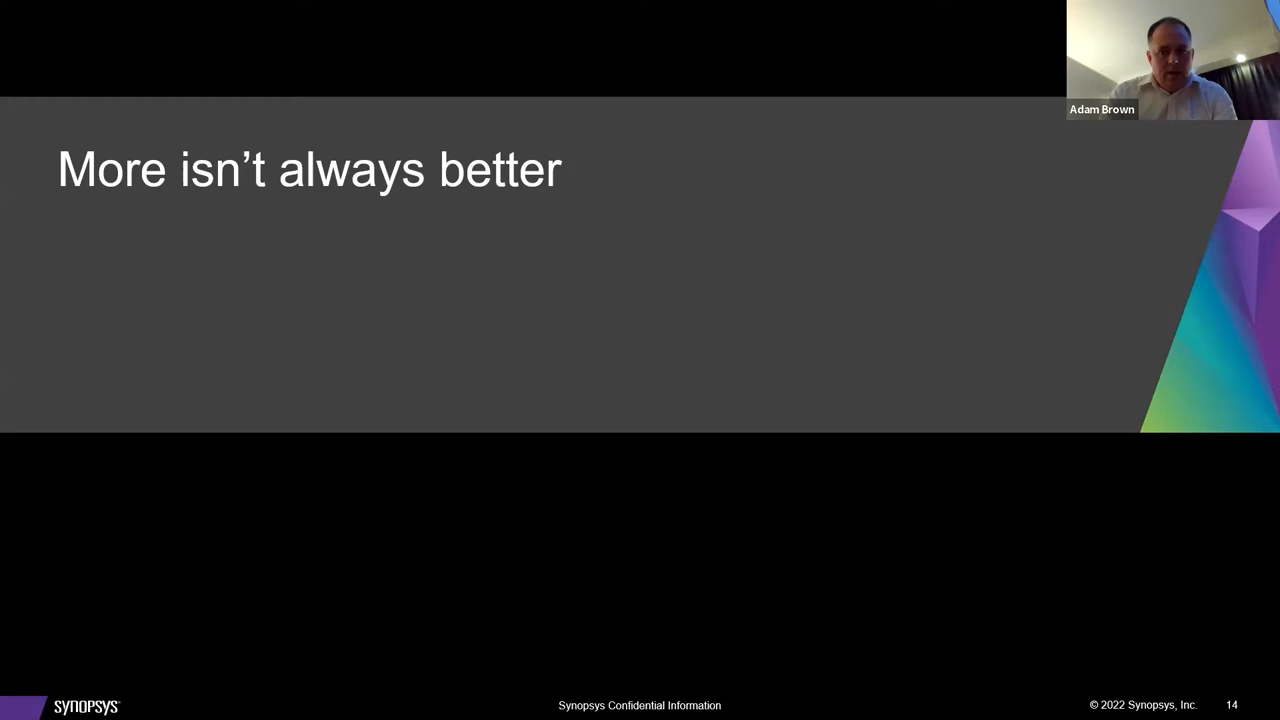 Adam Brown
More isn’t always better
SYNOPSYS
Synopsys Confidential Information
© 2022 Synopsys, Inc.
14